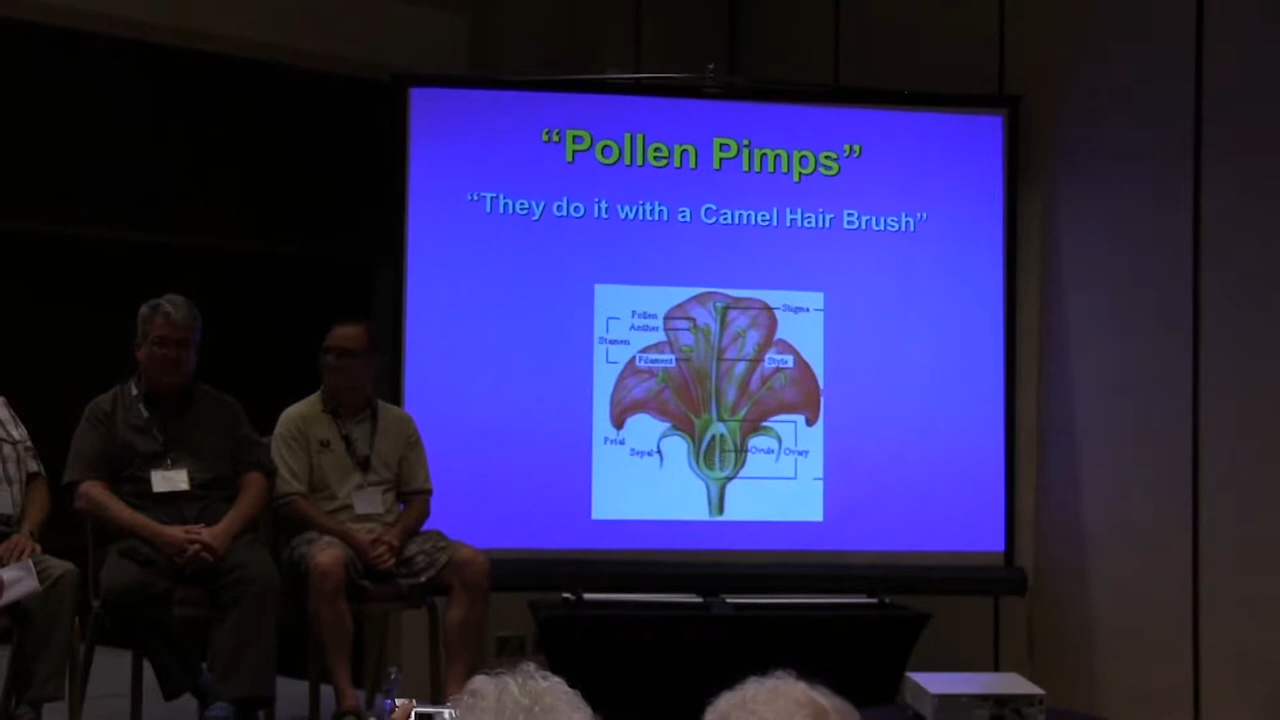 “Pollen Pimps”
“They do it with a Camel Hair Brush”
Stigma
Pollen
Anther
Stamen
Filament
Style
Petal
Sepal
Ovule
Ovary